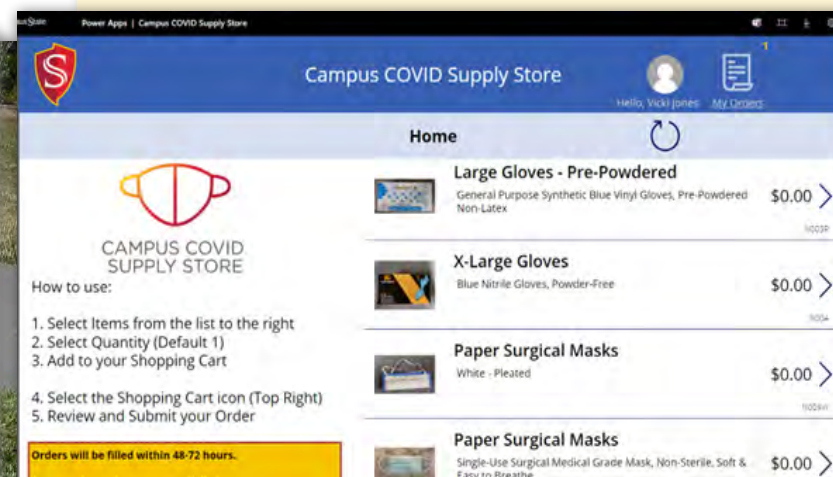 Power Apps | Campus COVID Supply Store
S
Campus COVID Supply Store
1
Hello, Vicki Jones
My Orders
Home
CAMPUS COVID
SUPPLY STORE
How to use:
1. Select Items from the list to the right
2. Select Quantity (Default 1)
3. Add to your Shopping Cart
4. Select the Shopping Cart icon (Top Right)
5. Review and Submit your Order
Orders will be filled within 48-72 hours.
Large Gloves - Pre-Powdered
General Purpose Synthetic Blue Vinyl Gloves, Pre-Powdered
Non-Latex
$0.00
X-Large Gloves
Blue Nitrile Gloves, Powder-Free
$0.00
Paper Surgical Masks
White - Pleated
$0.00
Paper Surgical Masks
Single-Use Surgical Medical Grade Mask, Non-Sterile, Soft &
Easy to Breathe
$0.00